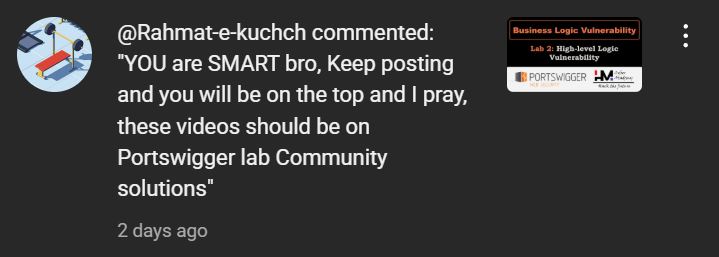 @Rahmat-e-kuchch commented:
"YOU are SMART bro, Keep posting
and you will be on the top and I pray,
these videos should be on
Portswigger lab Community
solutions"
2 days ago
Business Logic Vulnerability
Lab 2: High-level Logic
Vulnerability
PORTSWIGGER
WEB SECURITY
HM